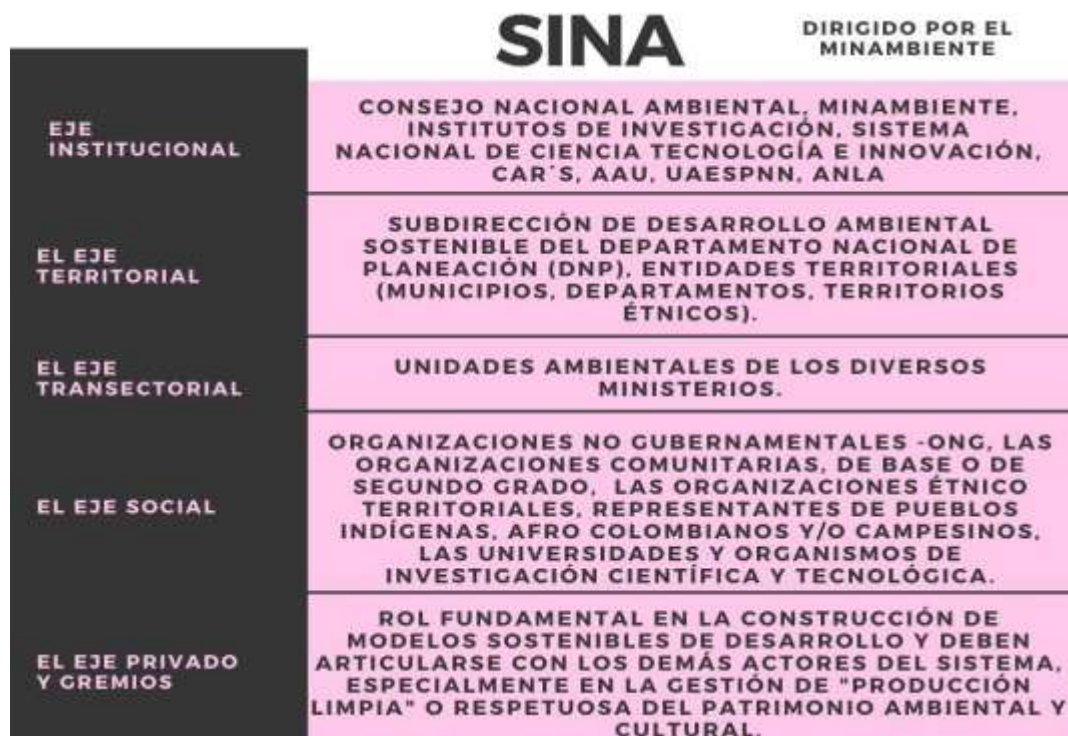 SINA
DIRIGIDO POR EL
MINAMBIENTE
EJE
INSTITUCIONAL
CONSEJO NACIONAL AMBIENTAL, MINAMBIENTE,
INSTITUTOS DE INVESTIGACIÓN. SISTEMA
NACIONAL DE CIENCIA TECNOLOGÍA E INNOVACIÓN,
CAR´S, AAU, UAESPNN, ANLA
EL EJE
TERRITORIAL
SUBDIRECCIÓN DE DESARROLLO AMBIENTAL
SOSTENIBLE DEL DEPARTAMENTO NACIONAL DE
PLANEACIÓN (DNP), ENTIDADES TERRITORIALES
(MUNICIPIOS, DEPARTAMENTOS, TERRITORIOS
ÉTNICOS).
EL EJE
TRANSECTORIAL
UNIDADES AMBIENTALES DE LOS DIVERSOS
MINISTERIOS.
EL EJE SOCIAL
ORGANIZACIONES NO GUBERNAMENTALES -ONG, LAS
ORGANIZACIONES COMUNITARIAS, DE BASE O DE
SEGUNDO GRADO, LAS ORGANIZACIONES ÉTNICO
TERRITORIALES, REPRESENTANTES DE PUEBLOS
INDÍGENAS, AFRO COLOMBIANOS Y/O CAMPESINOS,
LAS UNIVERSIDADES Y ORGANISMOS DE
INVESTIGACIÓN CIENTÍFICA Y TECNOLÓGICA.
EL EJE PRIVADO
Y GREMIOS
ROL FUNDAMENTAL EN LA CONSTRUCCIÓN DE
MODELOS SOSTENIBLES DE DESARROLLO Y DEBEN
ARTICULARSE CON LOS DEMÁS ACTORES DEL SISTEMA,
ESPECIALMENTE EN LA GESTIÓN DE "PRODUCCIÓN
LIMPIA" O RESPETUOSA DEL PATRIMONIO AMBIENTAL Y
CULTURAL.